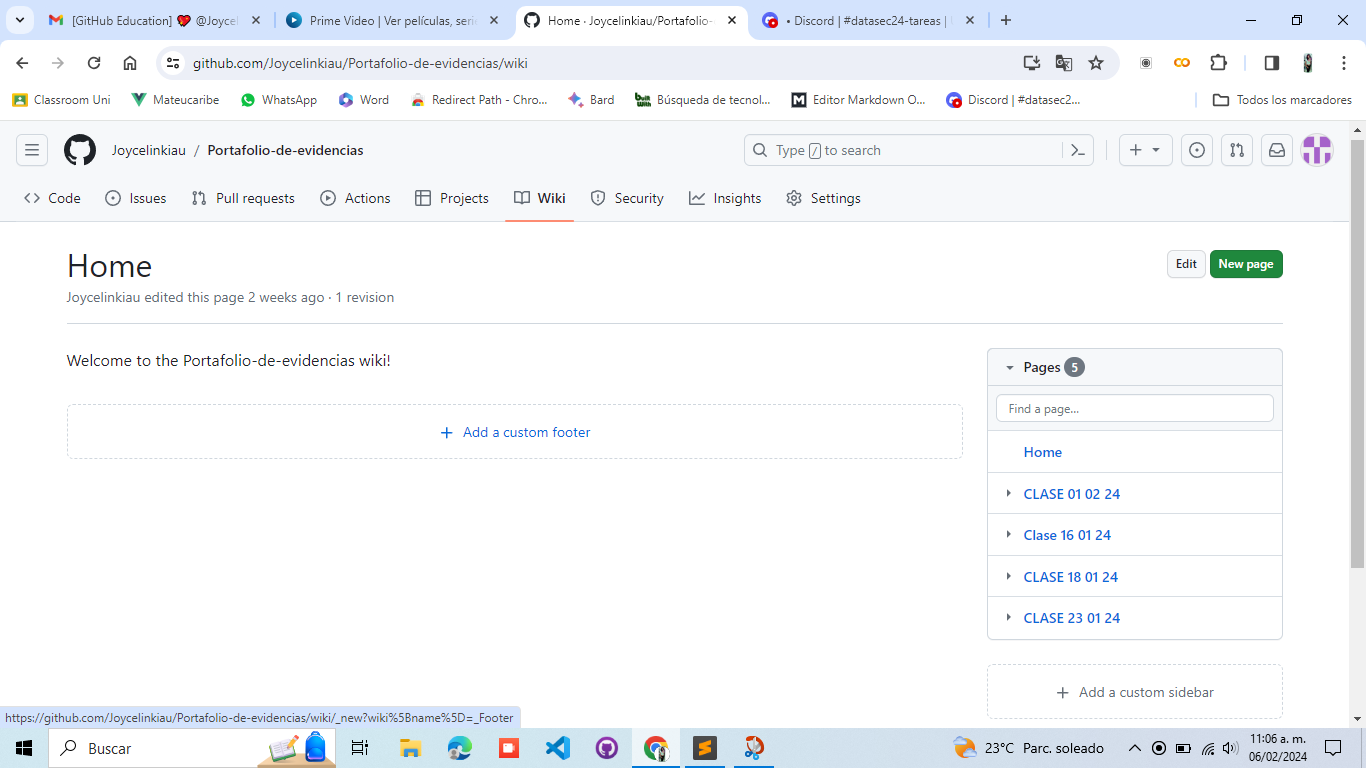 [GitHub Education] @Joycel
Prime Video | Ver películas, serie
Home · Joycelinkiau/Portafolio-
• Discord | #datasec24-tareas |
github.com/Joycelinkiau/Portafolio-de-evidencias/wiki
Classroom Uni
Mateucaribe
WhatsApp
Word
Redirect Path - Chro...
Bard
Búsqueda de tecnol...
Editor Markdown O...
Discord | #datasec2...
Todos los marcadores
Joycelinkiau / Portafolio-de-evidencias
Type / to search
Code
Issues
Pull requests
Actions
Projects
Wiki
Security
Insights
Settings
Home
Edit
New page
Joycelinkiau edited this page 2 weeks ago · 1 revision
Welcome to the Portafolio-de-evidencias wiki!
Add a custom footer
Pages 5
Find a page...
Home
CLASE 01 02 24
Clase 16 01 24
CLASE 18 01 24
CLASE 23 01 24
Add a custom sidebar
https://github.com/Joycelinkiau/Portafolio-de-evidencias/wiki/_new?wiki%5Bname%5D=_Footer
Buscar
23°C Parc. soleado
11:06 a. m.
06/02/2024